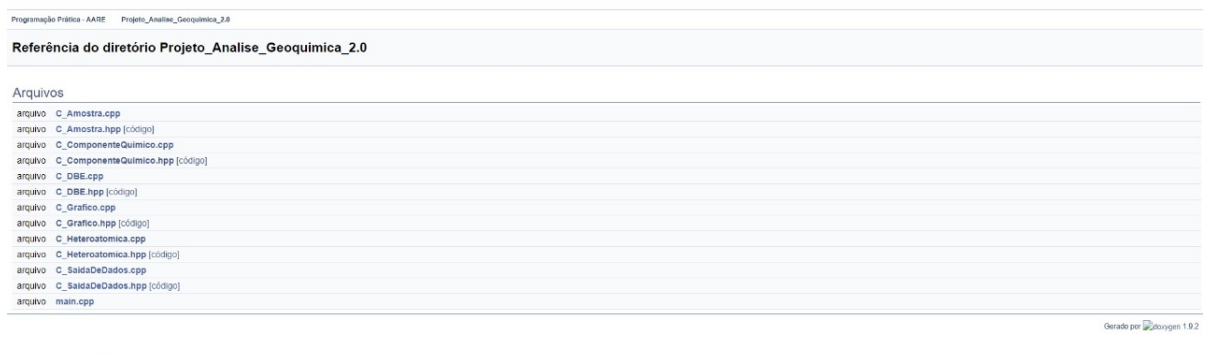 Programação Prática - AARE Projeto_Analise_Geoquimica_2.0
Referência do diretório Projeto_Analise_Geoquimica_2.0
Arquivos
arquivo C_Amostra.cpp
arquivo C_Amostra.hpp [código]
arquivo C_ComponenteQuimico.cpp
arquivo C_ComponenteQuimico.hpp [código]
arquivo C_DBE.cpp
arquivo C_DBE.hpp [código]
arquivo C_Grafico.cpp
arquivo C_Grafico.hpp [código]
arquivo C_Heteroatomica.cpp
arquivo C_Heteroatomica.hpp [código]
arquivo C_SaidaDeDados.cpp
arquivo C_SaidaDeDados.hpp [código]
arquivo main.cpp
Gerado por doxygen 1.9.2